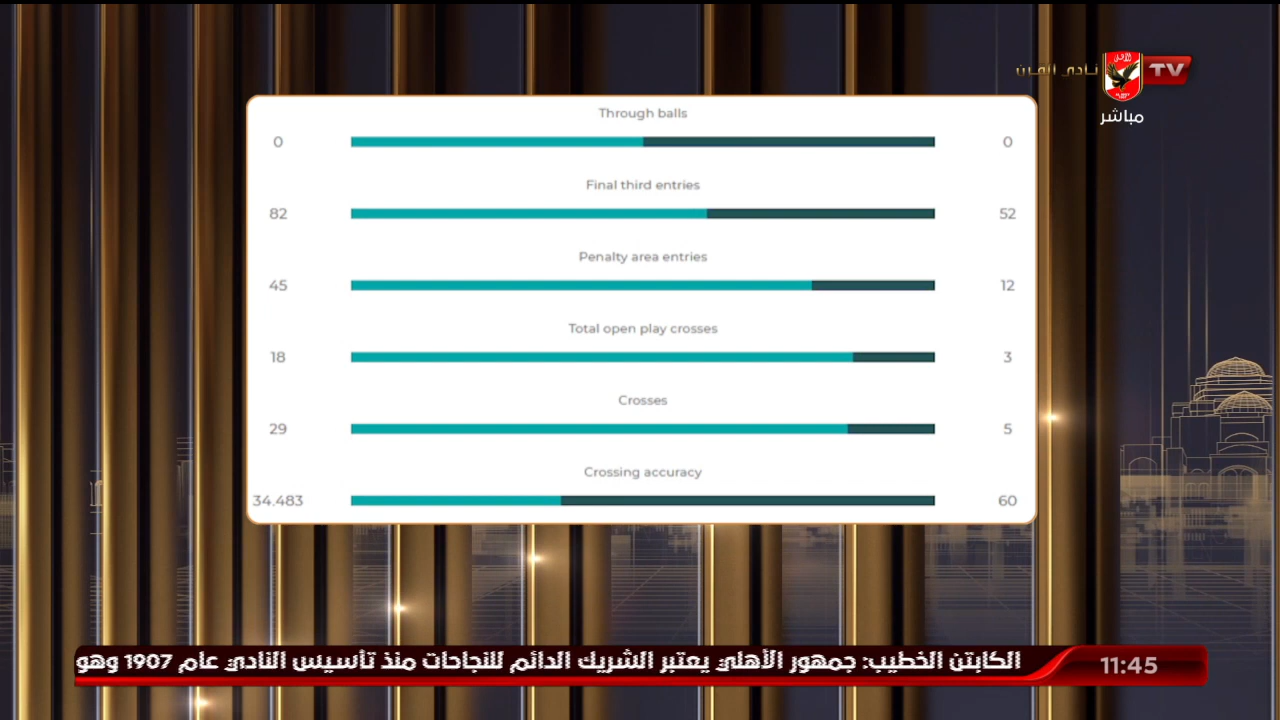 نادي القرن
TV
مباشر
Through balls
0 0
Final third entries
82 52
Penalty area entries
45 12
Total open play crosses
18 3
Crosses
29 5
Crossing accuracy
34.483 60
الكابتن الخطيب: جمهور الأهلي يعتبر الشريك الدائم للنجاحات منذ تأسيس النادي عام 1907 وهو
11:45